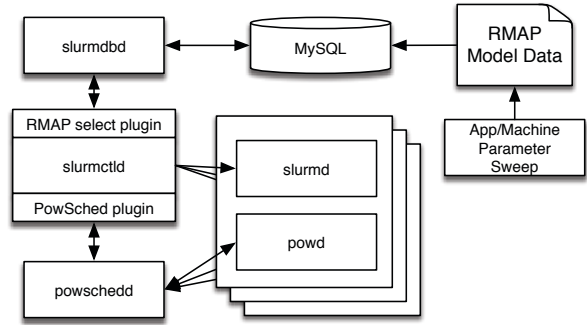 slurmdbd
MySQL
RMAP
Model Data
RMAP select plugin
slurmctld
PowSched plugin
App/Machine
Parameter
Sweep
slurmd
powd
powschedd